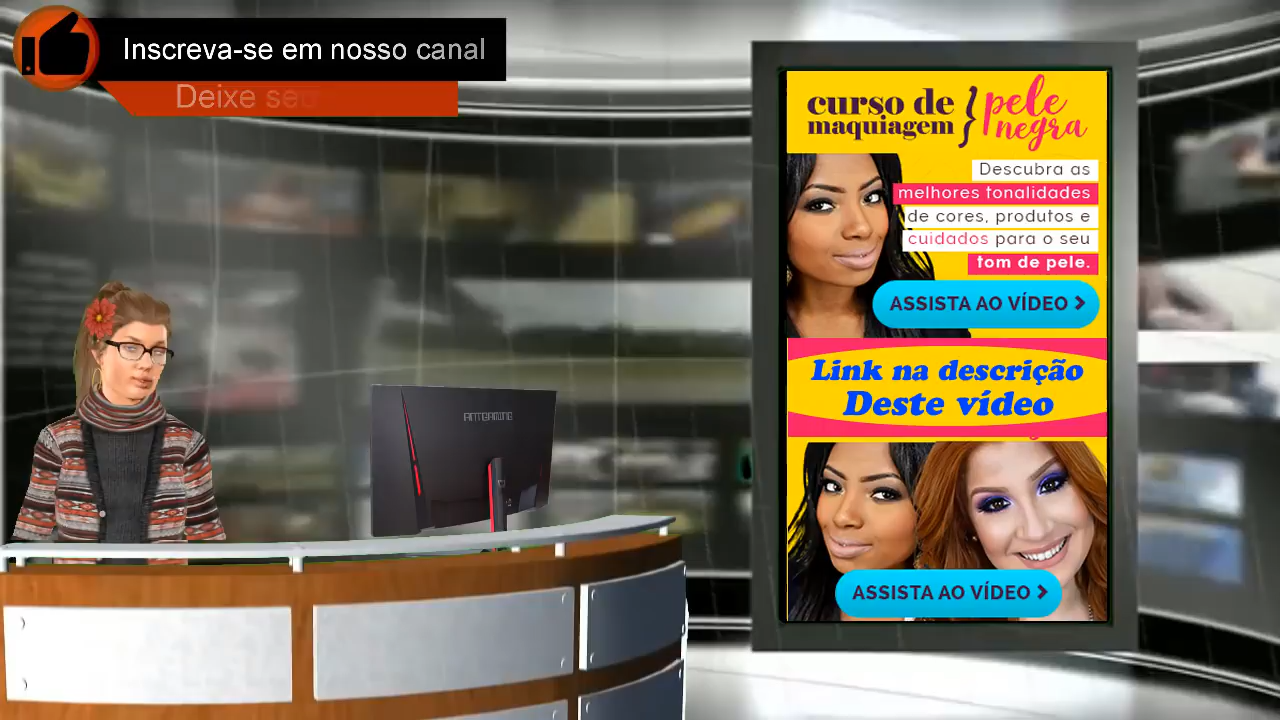 Inscreva-se em nosso canal
Deixe seu
curso de
maquiagem
pele
negra
Descubra as
melhores tonalidades
de cores, produtos e
cuidados para o seu
tom de pele.
ASSISTA AO VÍDEO
Link na descrição
Deste vídeo
ASSISTA AO VÍDEO